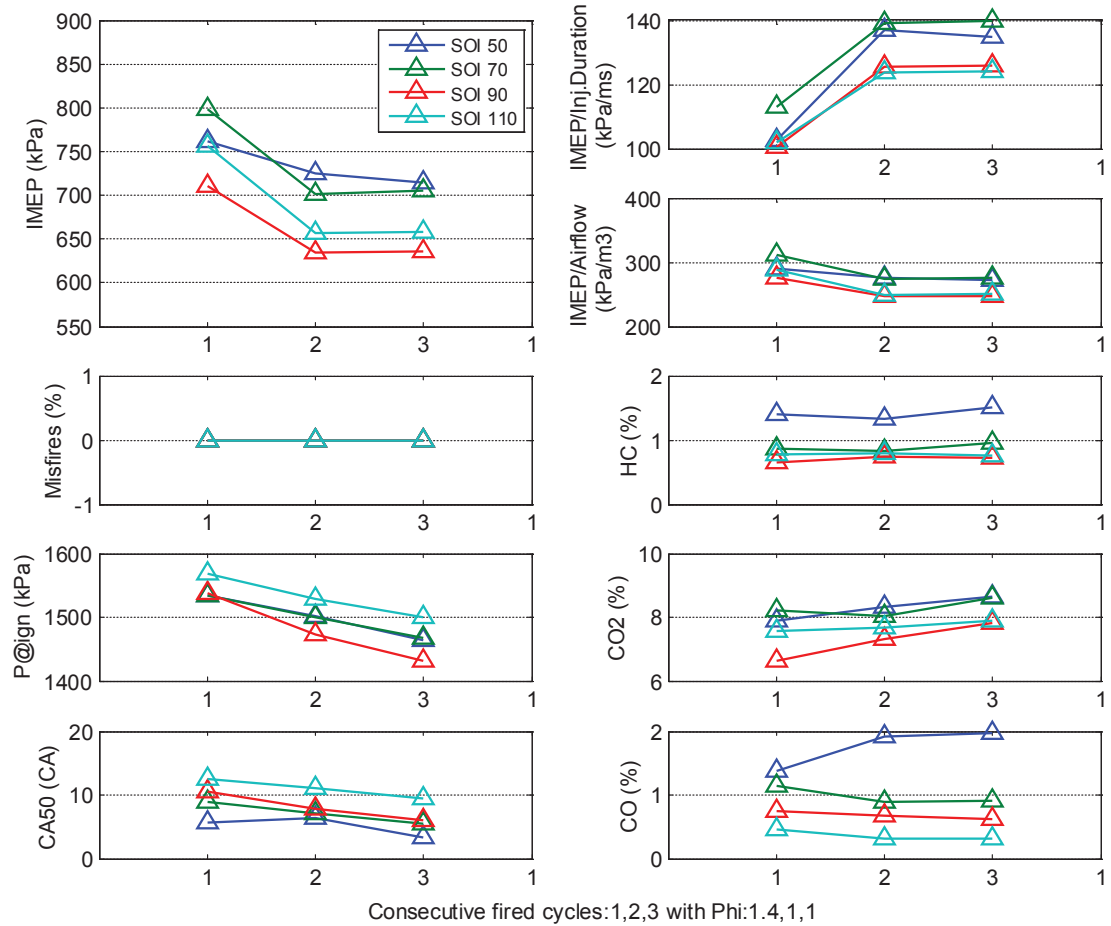 900
850
800
750
700
650
600
550
IMEP (kPa)
SOI 50
SOI 70
SOI 90
SOI 110
1 2 3 1
140
120
100
IMEP/Inj.Duration
(kPa/ms)
1 2 3 1
400
300
200
IMEP/Airflow
(kPa/m3)
1 2 3 1
1
0
-1
Misfires (%)
1 2 3 1
2
1
0
HC (%)
1 2 3 1
1600
1500
1400
P@ign (kPa)
1 2 3 1
10
8
6
CO2 (%)
1 2 3 1
20
10
0
CA50 (CA)
1 2 3 1
2
1
0
CO (%)
1 2 3 1
Consecutive fired cycles:1,2,3 with Phi:1.4,1,1